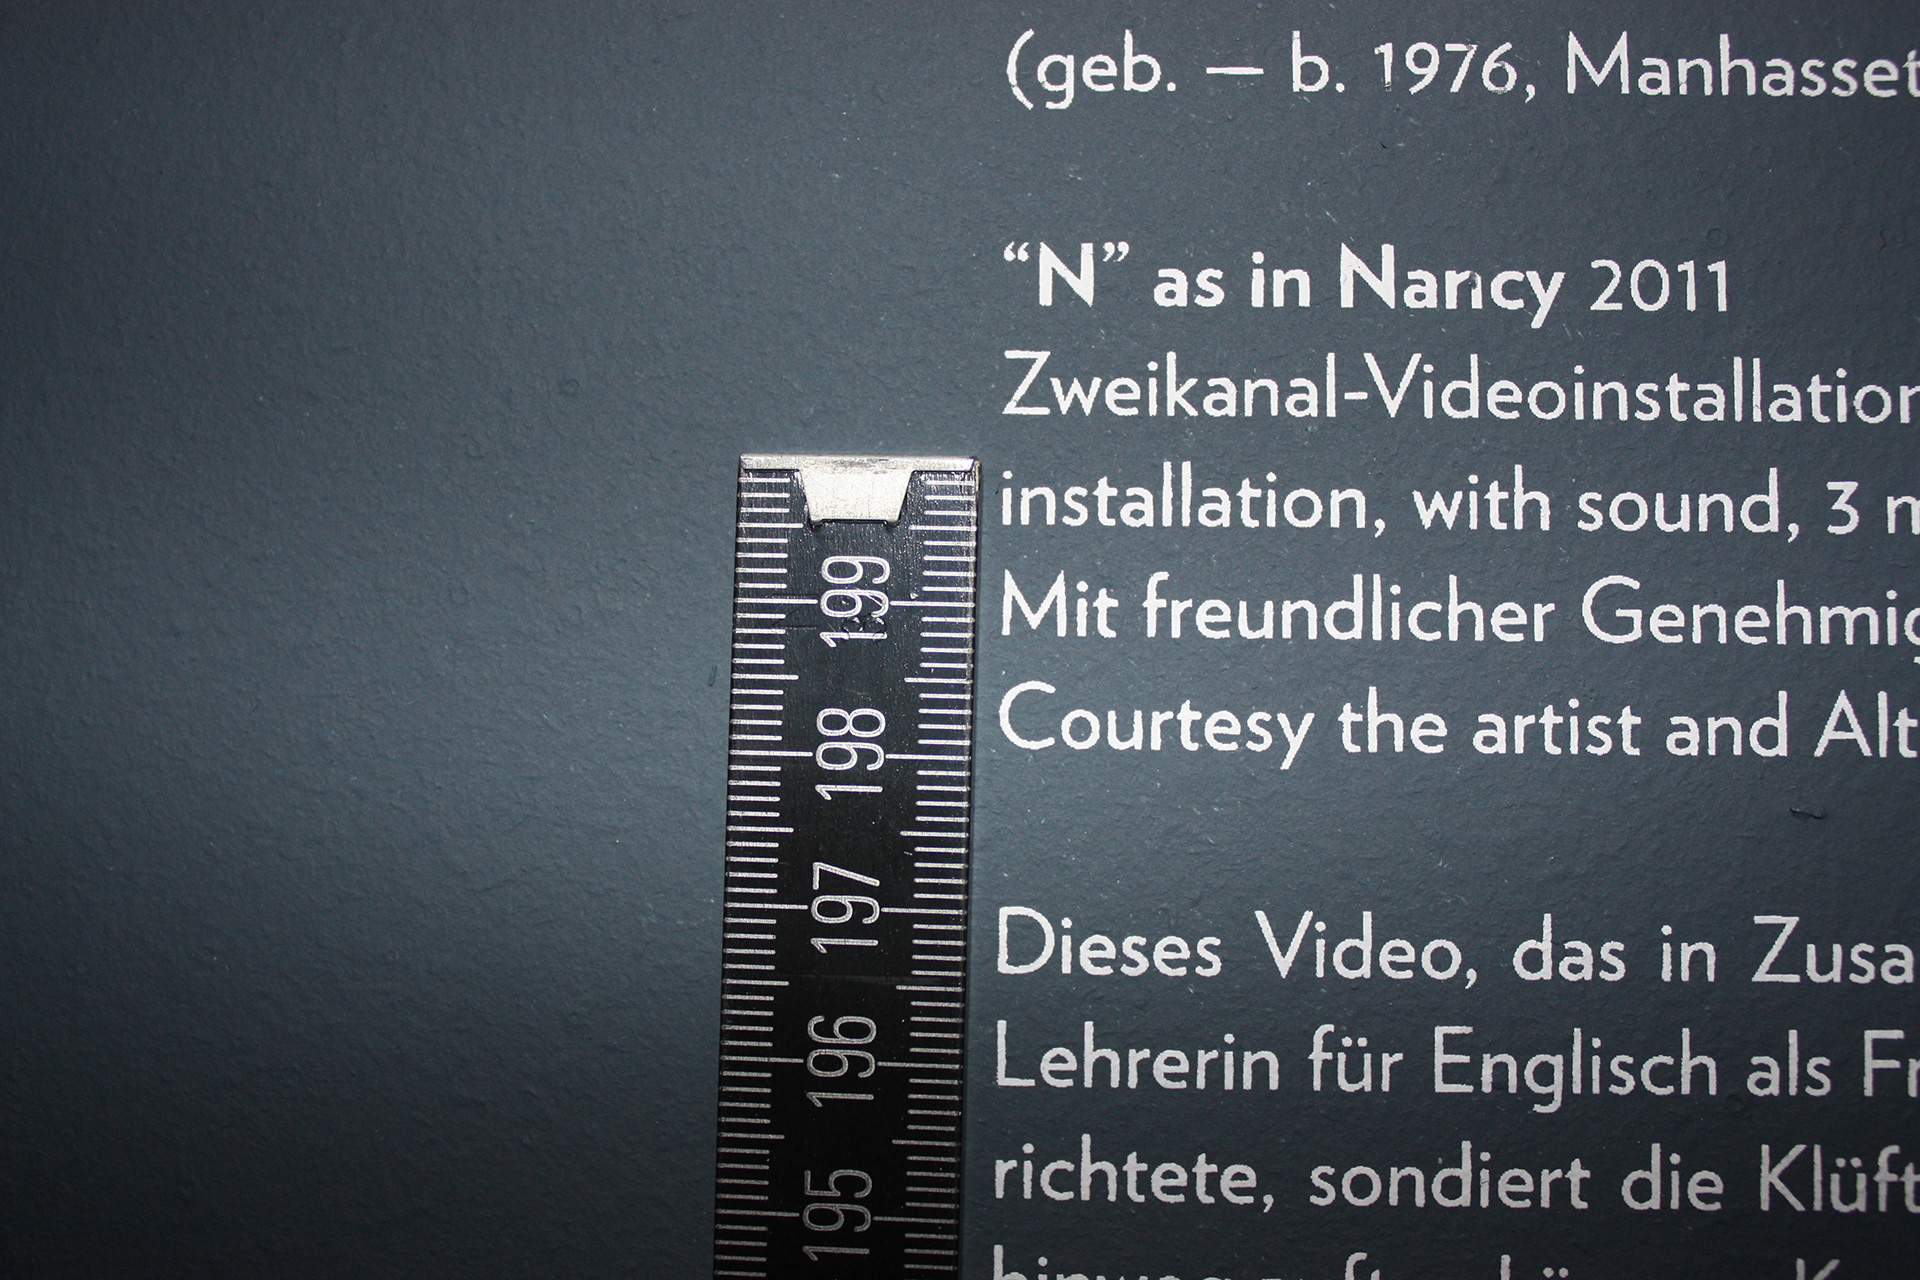 (geb. — b. 1976, Manhasset
“N” as in Nancy 2011
Zweikanal-Videoinstallation
installation, with sound, 3 m
Mit freundlicher Genehmig
Courtesy the artist and Alt
Dieses Video, das in Zusa
Lehrerin für Englisch als Fr
richtete, sondiert die Klüft
199
198
197
196
195